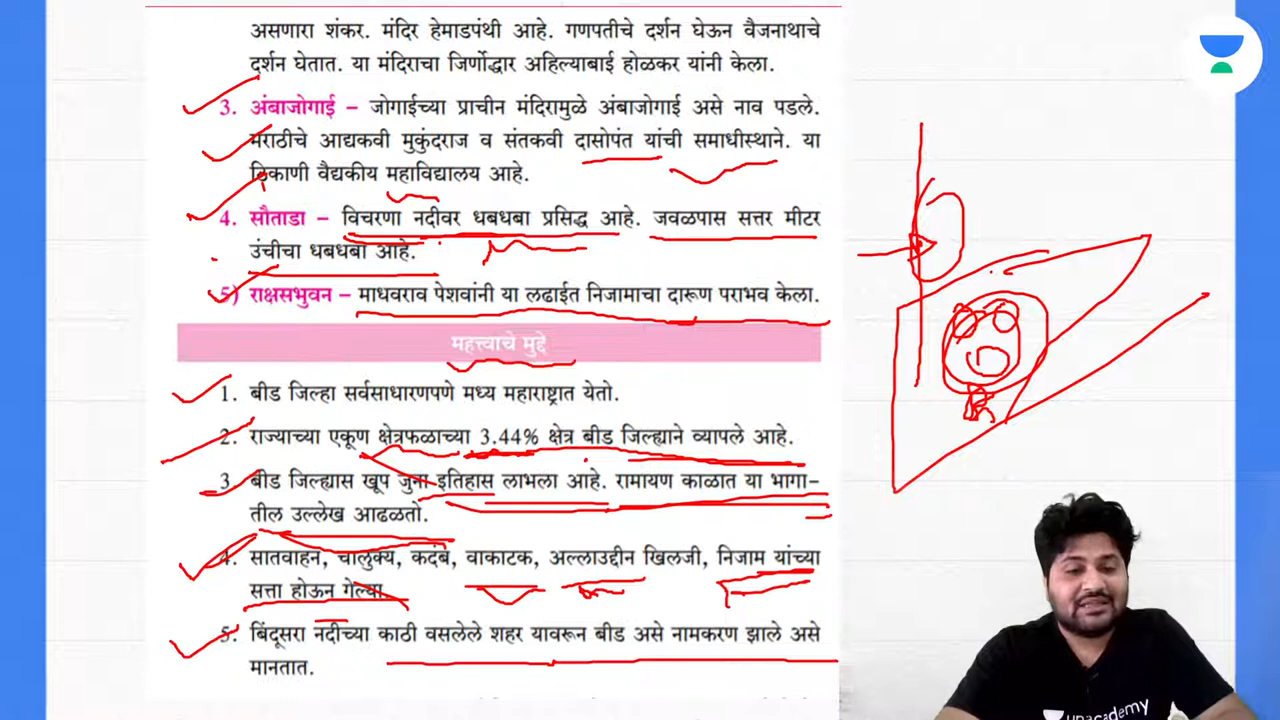 असणारा शंकर. मंदिर हेमाडपंथी आहे. गणपतीचे दर्शन घेऊन वैजनाथाचे
दर्शन घेतात. या मंदिराचा जिर्णोद्धार अहिल्याबाई होळकर यांनी केला.
3. अंबाजोगाई – जोगाईच्या प्राचीन मंदिरामुळे अंबाजोगाई असे नाव पडले.
मराठीचे आद्यकवी मुकुंदराज व संतकवी दासोपंत यांची समाधीस्थाने. या
ठिकाणी वैद्यकीय महाविद्यालय आहे.
4. सौताडा – विचरणा नदीवर धबधबा प्रसिद्ध आहे. जवळपास सत्तर मीटर
उंचीचा धबधबा आहे.
5) राक्षसभुवन – माधवराव पेशवांनी या लढाईत निजामाचा दारूण पराभव केला.
महत्त्वाचे मुद्दे
1. बीड जिल्हा सर्वसाधारणपणे मध्य महाराष्ट्रात येतो.
2. राज्याच्या एकूण क्षेत्रफळाच्या 3.44% क्षेत्र बीड जिल्ह्याने व्यापले आहे.
3. बीड जिल्ह्यास खूप जुना इतिहास लाभला आहे. रामायण काळात या भागा-
तील उल्लेख आढळतो.
4. सातवाहन, चालुक्य, कदंब, वाकाटक, अल्लाउद्दीन खिलजी, निजाम यांच्या
सत्ता होऊन गेल्या.
5. बिंदूसरा नदीच्या काठी वसलेले शहर यावरून बीड असे नामकरण झाले असे
मानतात.
unacademy